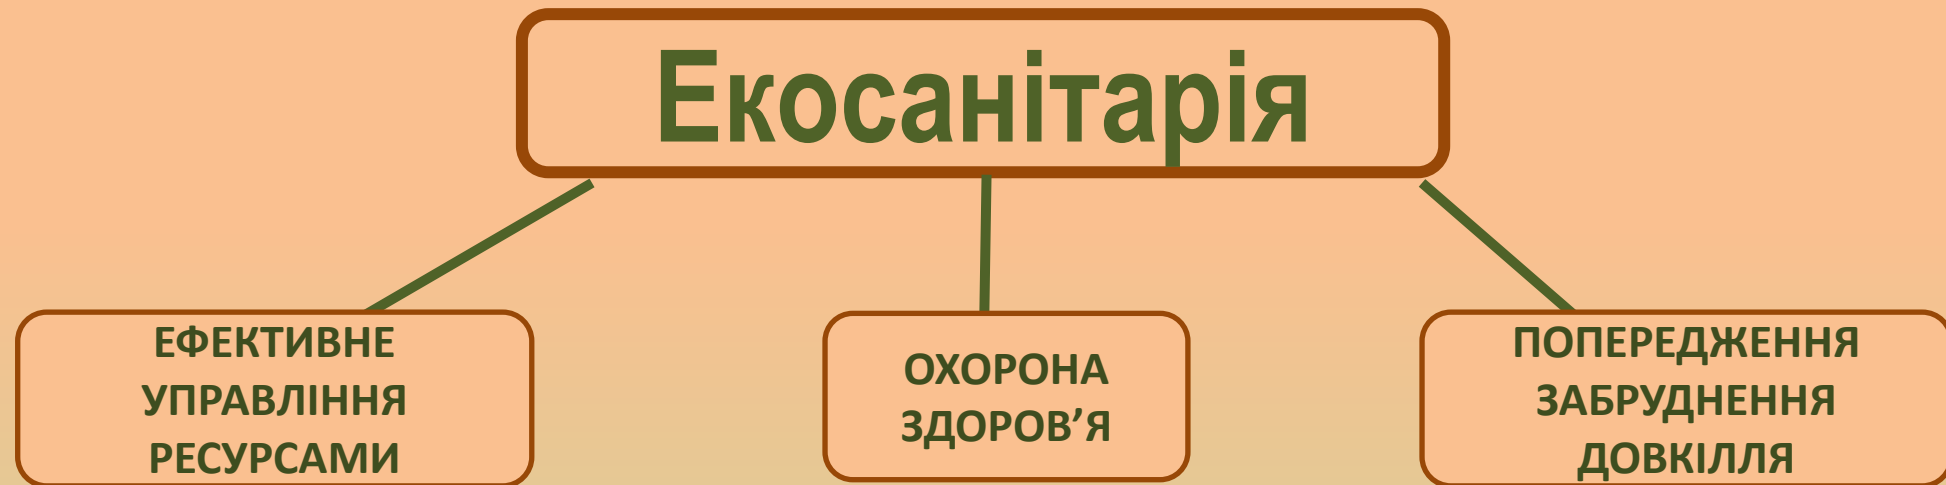 Екосанітарія
ЕФЕКТИВНЕ
УПРАВЛІННЯ
РЕСУРСАМИ
ОХОРОНА
ЗДОРОВ’Я
ПОПЕРЕДЖЕННЯ
ЗАБРУДНЕННЯ
ДОВКІЛЛЯ